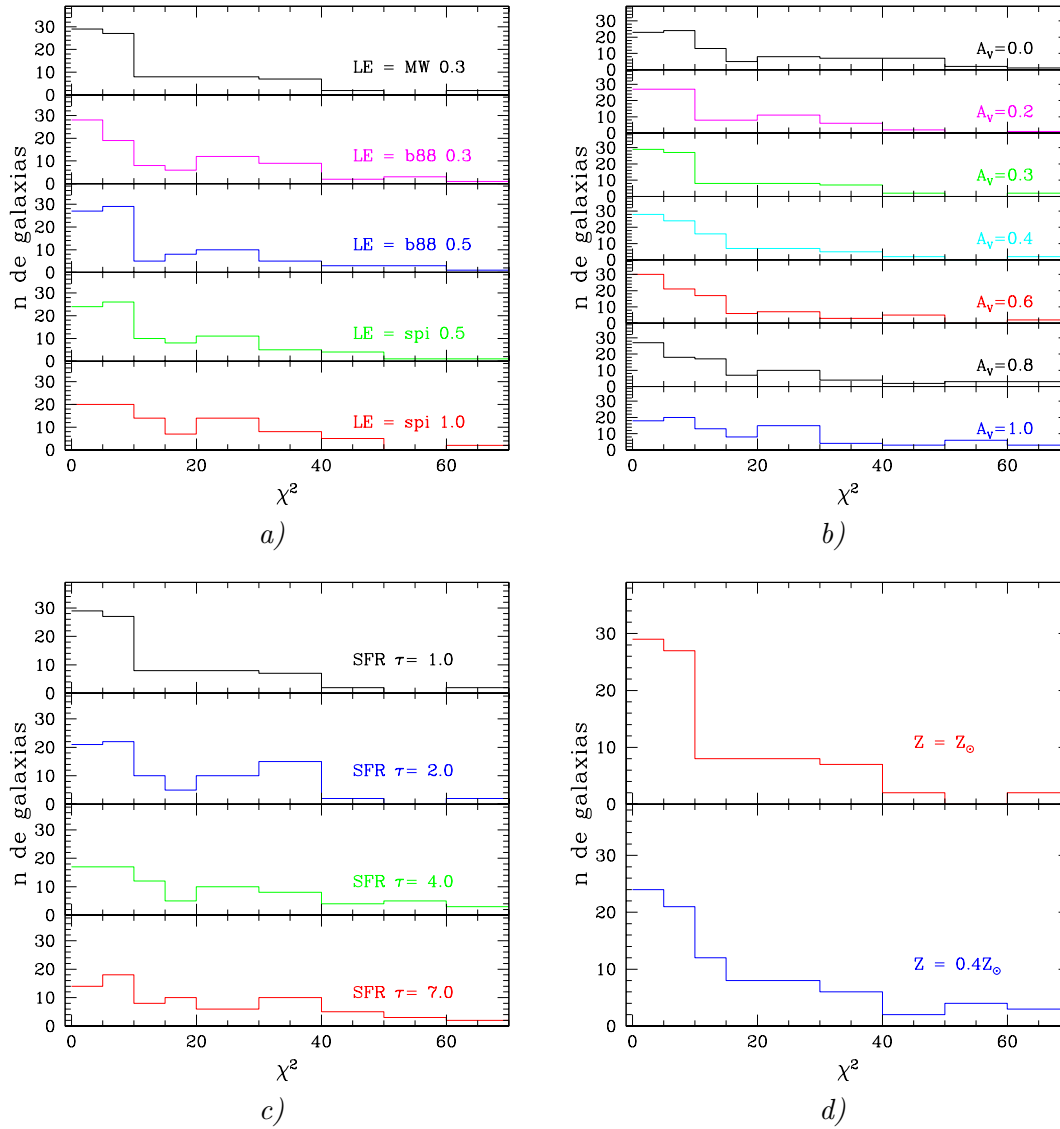 n de galaxias
30
20
10
0
LE = MW 0.3
30
20
10
0
LE = b88 0.3
30
20
10
0
LE = b88 0.5
30
20
10
0
LE = spi 0.5
30
20
10
0
LE = spi 1.0
0 20 40 60
χ²
a)
n de galaxias
30
20
10
0
A_V=0.0
30
20
10
0
A_V=0.2
30
20
10
0
A_V=0.3
30
20
10
0
A_V=0.4
30
20
10
0
A_V=0.6
30
20
10
0
A_V=0.8
30
20
10
0
A_V=1.0
0 20 40 60
χ²
b)
n de galaxias
30
20
10
0
SFR τ= 1.0
30
20
10
0
SFR τ= 2.0
30
20
10
0
SFR τ= 4.0
30
20
10
0
SFR τ= 7.0
0 20 40 60
χ²
c)
n de galaxias
30
20
10
0
Z = Z⊙
30
20
10
0
Z = 0.4Z⊙
0 20 40 60
χ²
d)